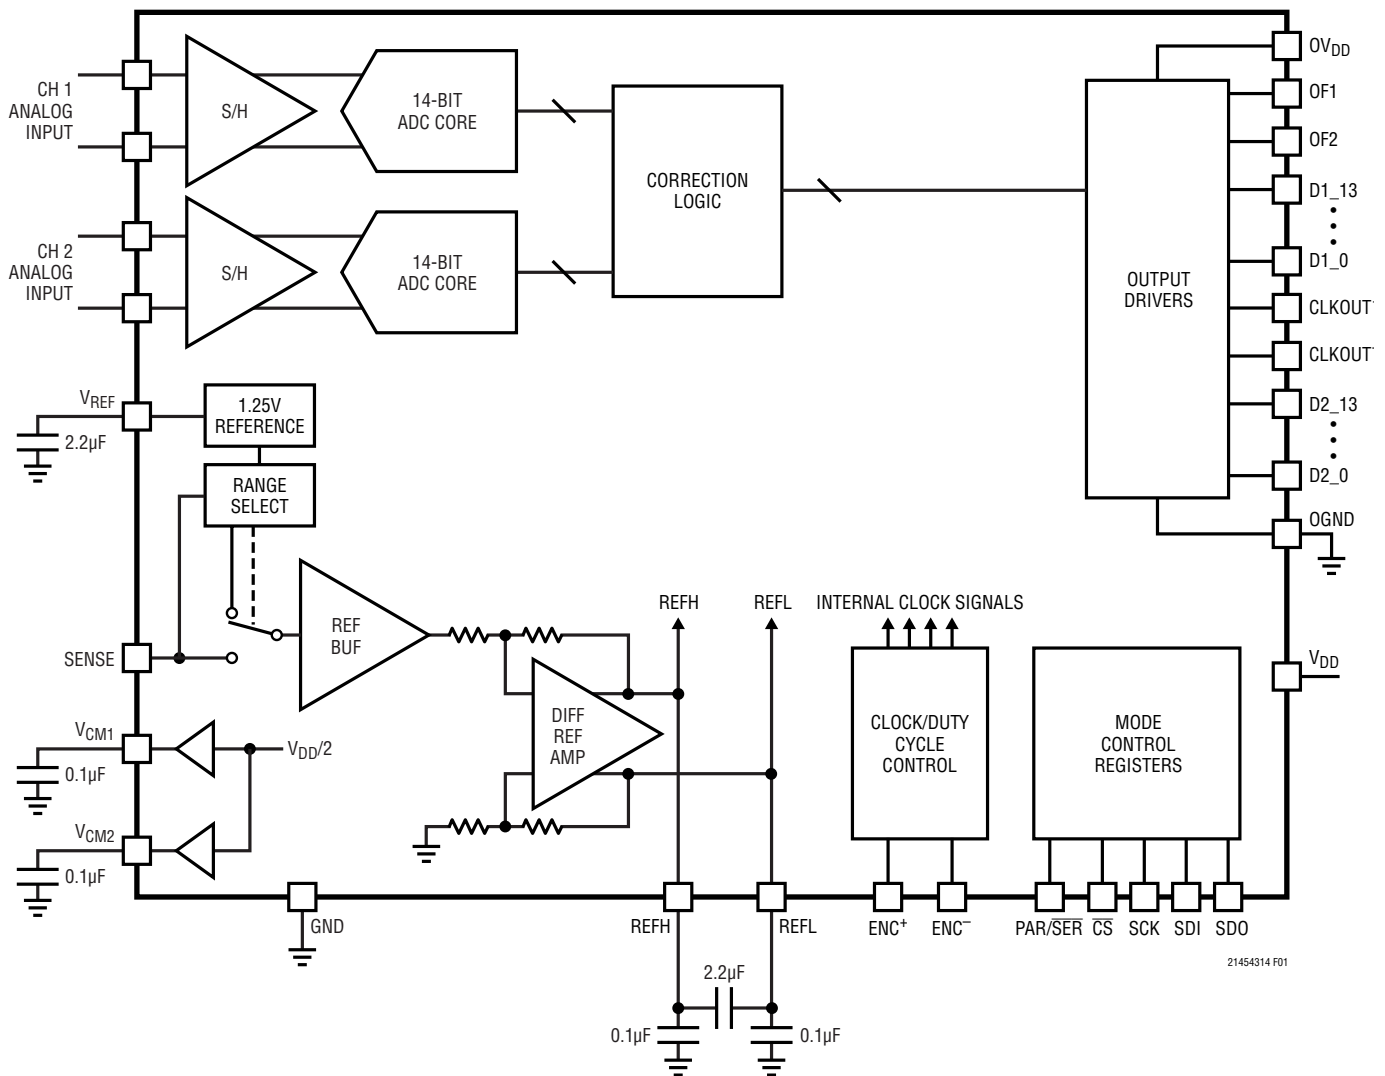 CH 1
ANALOG
INPUT
S/H
14-BIT
ADC CORE
CORRECTION
LOGIC
CH 2
ANALOG
INPUT
S/H
14-BIT
ADC CORE
OUTPUT
DRIVERS
OVDD
OF1
OF2
D1_13
D1_0
CLKOUT
CLKOUT
D2_13
D2_0
OGND
VREF
2.2µF
1.25V
REFERENCE
RANGE
SELECT
SENSE
REF
BUF
DIFF
REF
AMP
REFH
REFL
INTERNAL CLOCK SIGNALS
CLOCK/DUTY
CYCLE
CONTROL
MODE
CONTROL
REGISTERS
VDD
VCM1
0.1µF
VDD/2
VCM2
0.1µF
GND
REFH
REFL
ENC+
ENC–
PAR/SER
CS
SCK
SDI
SDO
21454314 F01
2.2µF
0.1µF
0.1µF